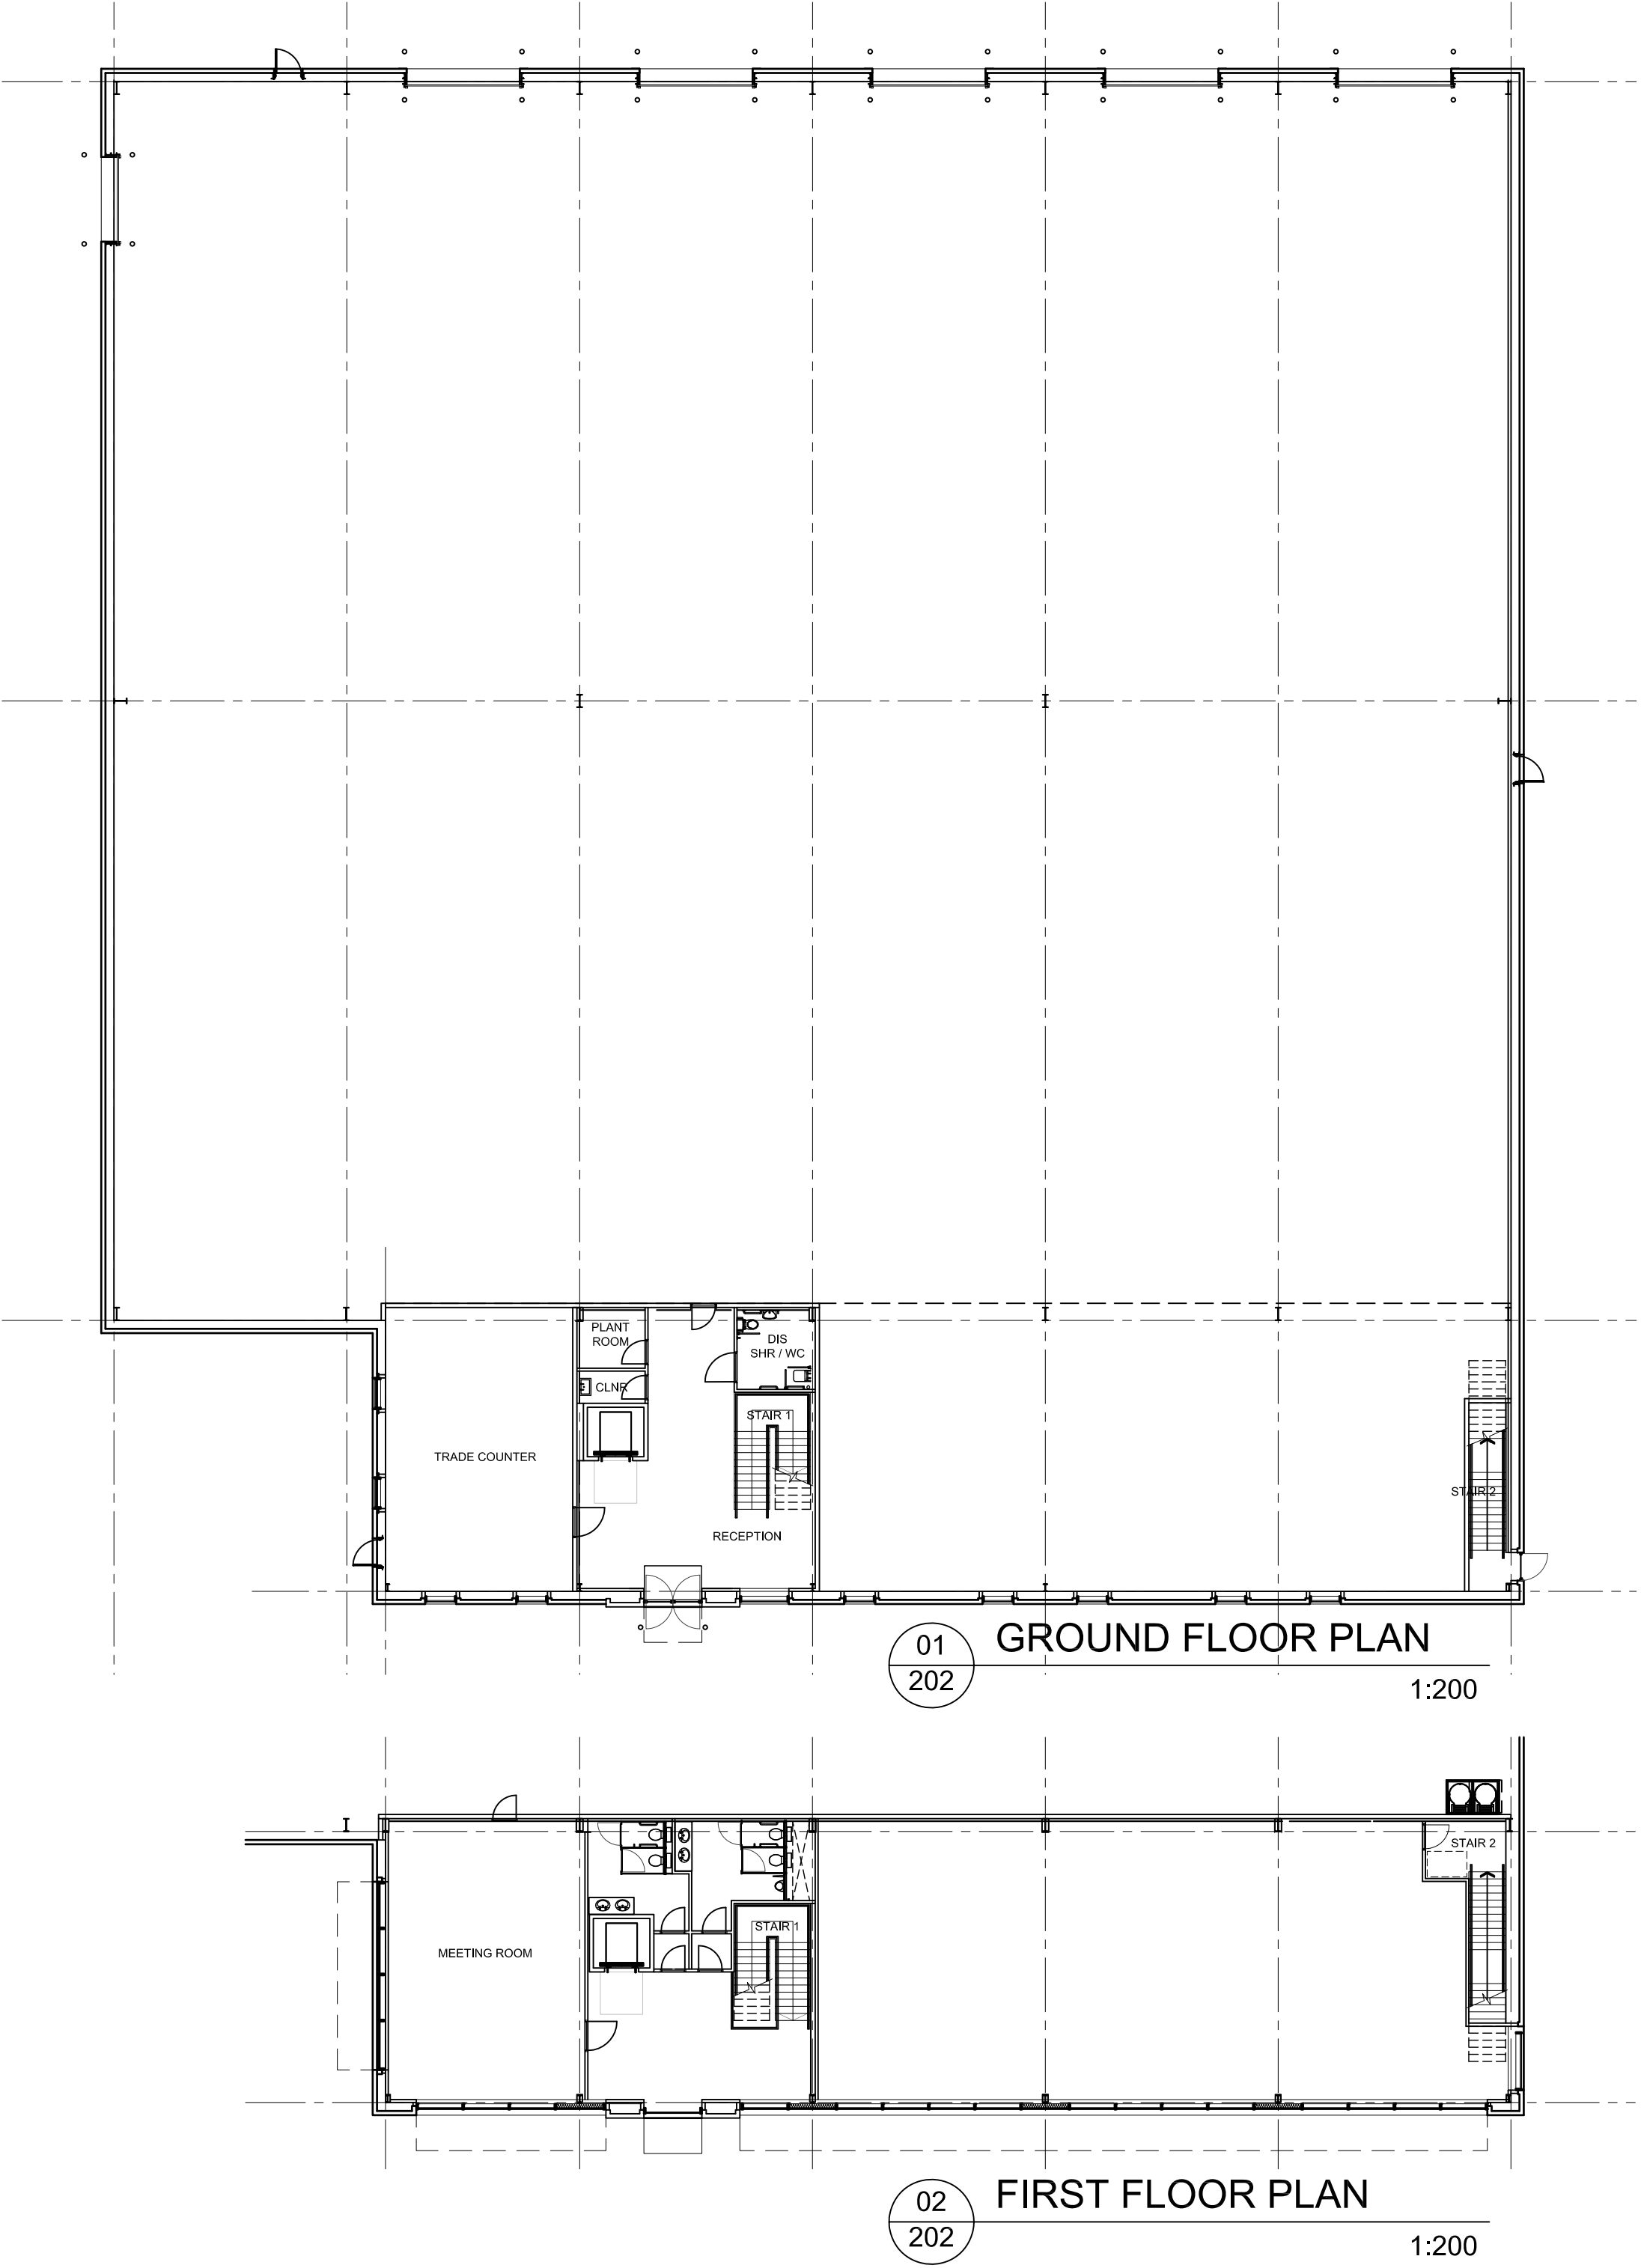 PLANT
ROOM
DIS
SHR / WC
CLNR
STAIR 1
TRADE COUNTER
STAIR 2
RECEPTION
01
202
GROUND FLOOR PLAN
1:200
STAIR 2
STAIR 1
MEETING ROOM
02
202
FIRST FLOOR PLAN
1:200